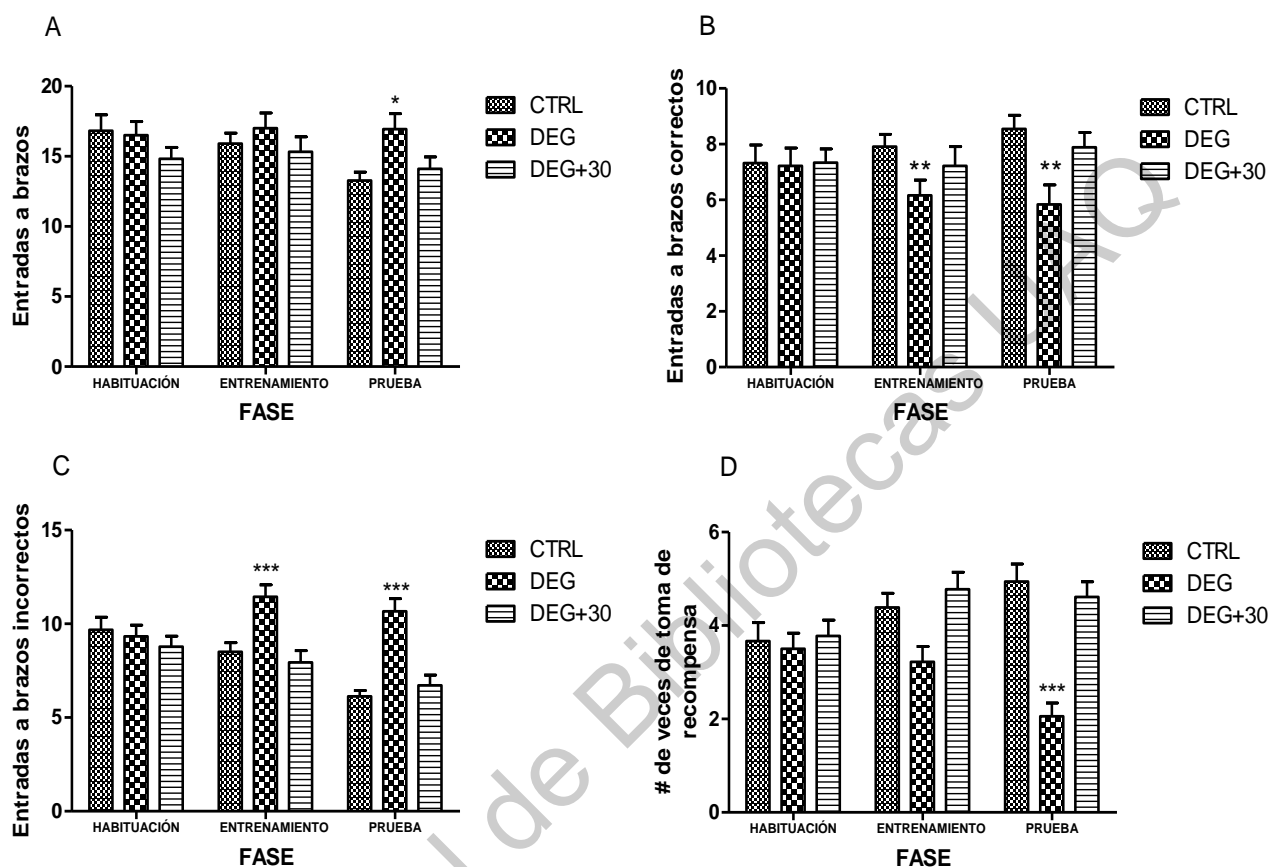 A
Entradas a brazos
20
15
10
5
0
*
CTRL
DEG
DEG+30
HABITUACIÓN ENTRENAMIENTO PRUEBA
FASE
B
Entradas a brazos correctos
10
8
6
4
2
0
** **
CTRL
DEG
DEG+30
HABITUACIÓN ENTRENAMIENTO PRUEBA
FASE
C
Entradas a brazos incorrectos
15
10
5
0
*** ***
CTRL
DEG
DEG+30
HABITUACIÓN ENTRENAMIENTO PRUEBA
FASE
D
# de veces de toma de
recompensa
6
4
2
0
***
CTRL
DEG
DEG+30
HABITUACIÓN ENTRENAMIENTO PRUEBA
FASE
de Bibliotecas UAQ